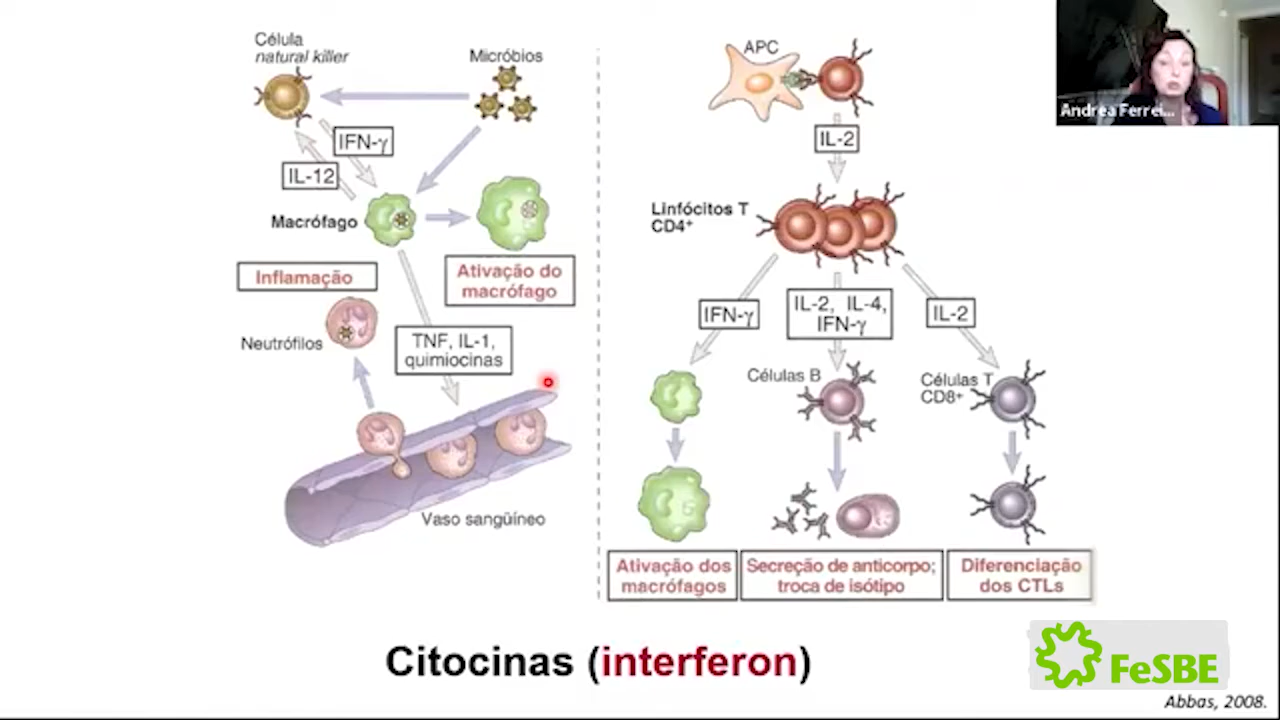 Célula
natural killer
Micróbios
IFN-γ
IL-12
Macrófago
Inflamação
Ativação do
macrófago
Neutrófilos
TNF, IL-1,
quimiocinas
Vaso sangüíneo
APC
IL-2
Linfócitos T
CD4+
IFN-γ
IL-2, IL-4,
IFN-γ
IL-2
Células B
Células T
CD8+
Ativação dos
macrófagos
Secreção de anticorpo;
troca de isótipo
Diferenciação
dos CTLs
Andrea Ferrei...
Citocinas (interferon)
FeSBE
Abbas, 2008.